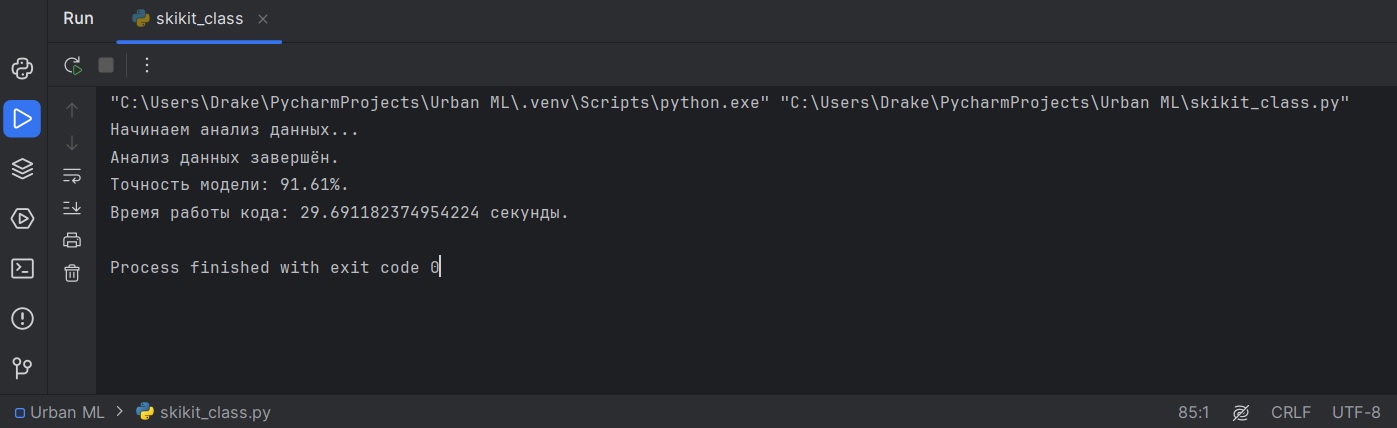 Run skikit_class
"C:\Users\Drake\PycharmProjects\Urban ML\.venv\Scripts\python.exe" "C:\Users\Drake\PycharmProjects\Urban ML\skikit_class.py"
Начинаем анализ данных...
Анализ данных завершён.
Точность модели: 91.61%.
Время работы кода: 29.691182374954224 секунды.
Process finished with exit code 0
Urban ML > skikit_class.py 85:1 CRLF UTF-8